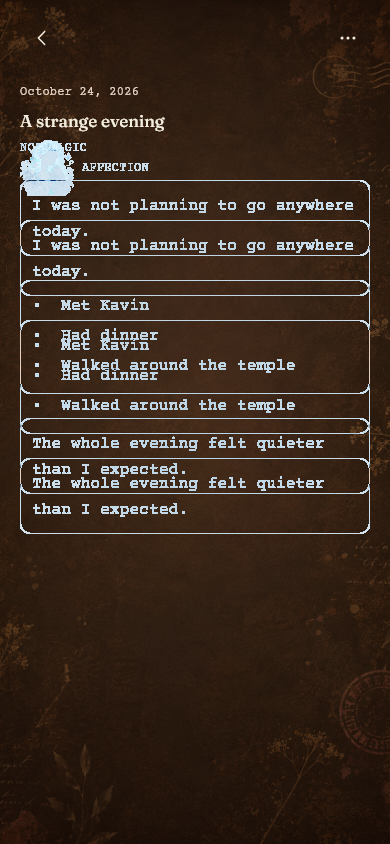 October 24, 2026
A strange evening
AFFECTION
I was not planning to go anywhere
today.
I was not planning to go anywhere
today.
▪ Met Kavin
▪ Had dinner
▪ Met Kavin
▪ Walked around the temple
▪ Had dinner
▪ Walked around the temple
The whole evening felt quieter
than I expected.
The whole evening felt quieter
than I expected.